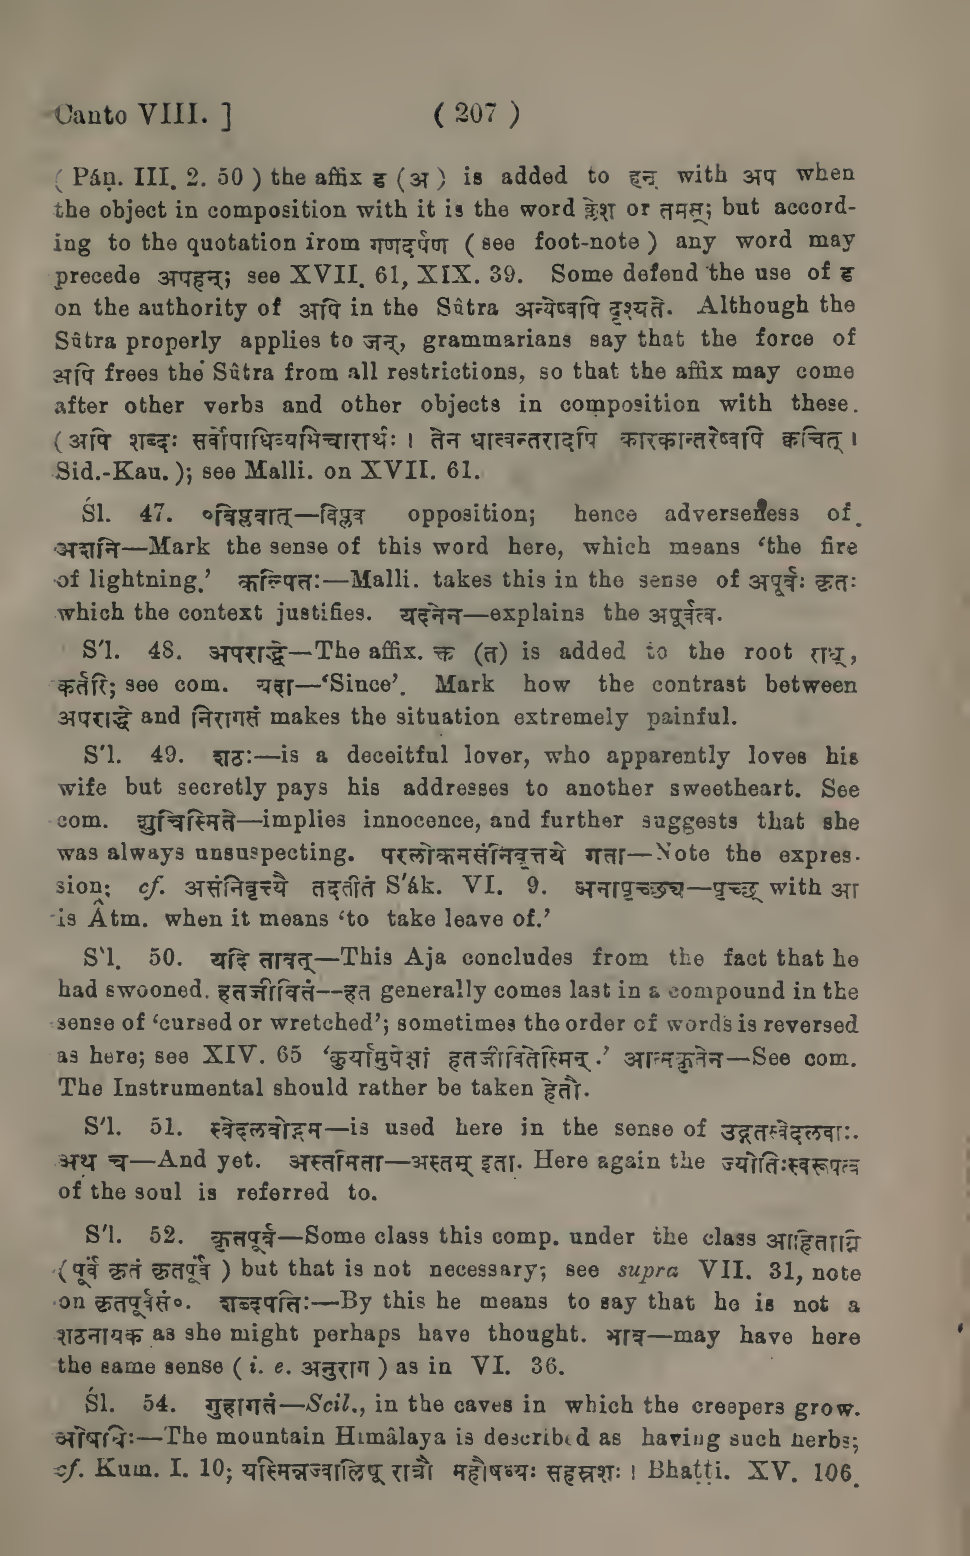 Canto VIII. ] ( 207 )
( Páṇ. III. 2. 50 ) the affix ड (अ) is added to हन् with अप when
the object in composition with it is the word क्लेश or तमस्; but accord-
ing to the quotation from गणदर्पण ( see foot-note ) any word may
precede अपहन्; see XVII. 61, XIX. 39. Some defend the use of ड
on the authority of अपि in the Sûtra अन्येष्वपि दृश्यते. Although the
Sûtra properly applies to जन्, grammarians say that the force of
अपि frees the Sûtra from all restrictions, so that the affix may come
after other verbs and other objects in composition with these.
(अपि शब्दः सर्वोपाधिव्यभिचारार्थः । तेन धात्वन्तरादपि कारकान्तरेष्वपि कचित् ।
Sid.-Kau. ); see Malli. on XVII. 61.
Śl. 47. ॰विप्लवात्—विप्लव opposition; hence adverseness of.
अशनि—Mark the sense of this word here, which means ‘the fire
of lightning.’ कल्पितः—Malli. takes this in the sense of अपूर्वः कृतः
which the context justifies. यदनेन—explains the अपूर्वत्व.
S'l. 48. अपराद्धे—The affix. क्त (त) is added to the root राध्,
कर्तरि; see com. यदा—‘Since’. Mark how the contrast between
अपराद्धे and निरागसं makes the situation extremely painful.
S'l. 49. शठः—is a deceitful lover, who apparently loves his
wife but secretly pays his addresses to another sweetheart. See
com. शुचिस्मिते—implies innocence, and further suggests that she
was always unsuspecting. परलोकमसंनिवृत्तये गता—Note the expres-
sion; cf. असंनिवृत्त्यै तदतीतं S'ák. VI. 9. अनापृच्छ्य—पृच्छ् with आ
is Âtm. when it means ‘to take leave of.’
S'l. 50. यदि तावत्—This Aja concludes from the fact that he
had swooned. हतजीवितं--हत generally comes last in a compound in the
sense of ‘cursed or wretched’; sometimes the order of words is reversed
as here; see XIV. 65 ‘कुर्यामुपेक्षां हतजीवितेस्मिन्.’ आत्मकृतेन—See com.
The Instrumental should rather be taken हेतौ.
S'l. 51. स्वेदलवोद्गम—is used here in the sense of उद्गतस्वेदलवाः.
अथ च—And yet. अस्तमिता—अस्तम् इता. Here again the ज्योतिःस्वरूपत्व
of the soul is referred to.
S'l. 52. कृतपूर्व—Some class this comp. under the class आहिताग्नि
(पूर्वं कृतं कृतपूर्वं ) but that is not necessary; see supra VII. 31, note
on कृतपूर्वसं॰. शब्दपतिः—By this he means to say that he is not a
शठनायक as she might perhaps have thought. भाव—may have here
the same sense ( i. e. अनुराग ) as in VI. 36.
Śl. 54. गुहागतं—Scil., in the caves in which the creepers grow.
ओषधिः—The mountain Himâlaya is described as having such herbs;
cf. Kum. I. 10; यस्मिन्नज्वालिषू रात्रौ महौषध्यः सहस्रशः । Bhaṭṭi. XV. 106.